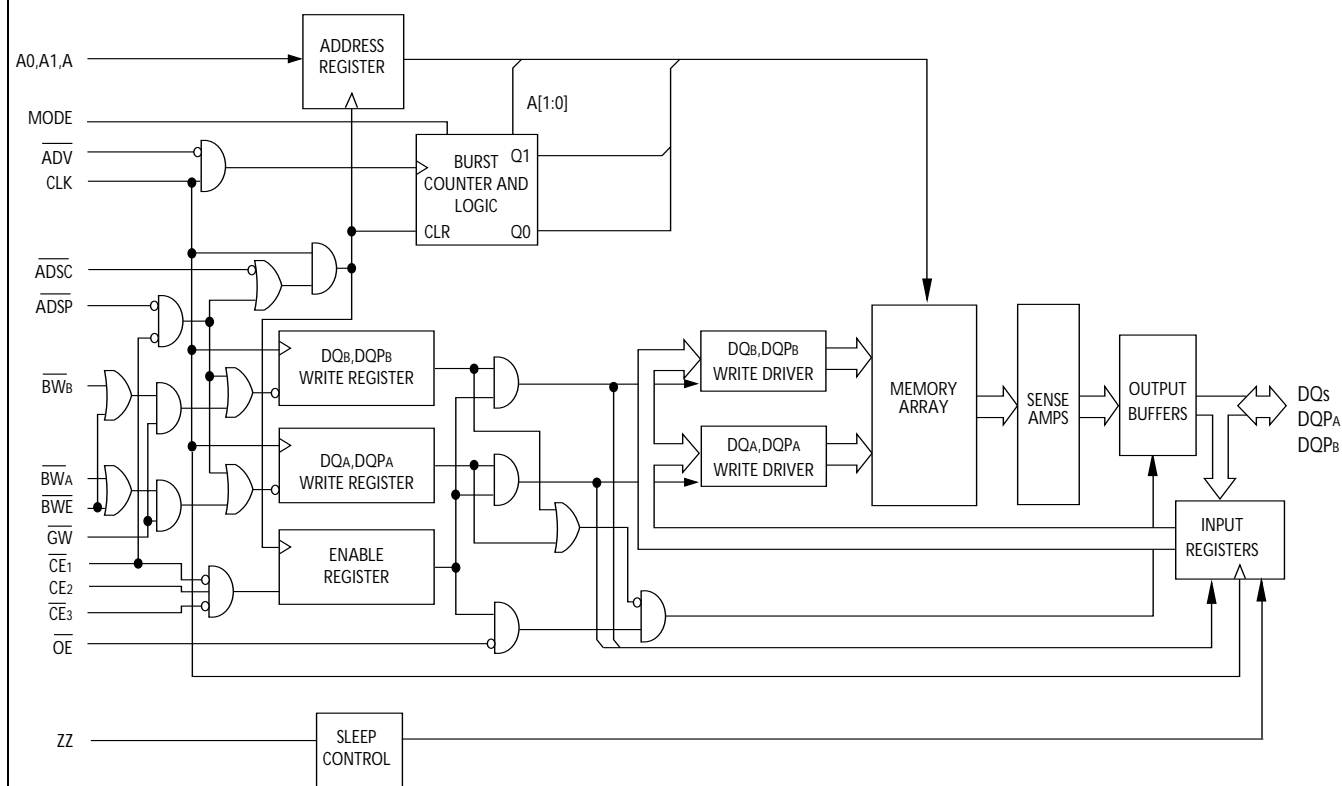 A0,A1,A
MODE
ADV
CLK
ADSC
ADSP
BWB
BWA
BWE
GW
CE1
CE2
CE3
OE
ZZ
ADDRESS
REGISTER
A[1:0]
BURST
COUNTER AND
LOGIC
Q1
CLR
Q0
DQB,DQPB
WRITE REGISTER
DQA,DQPA
WRITE REGISTER
ENABLE
REGISTER
SLEEP
CONTROL
DQB,DQPB
WRITE DRIVER
DQA,DQPA
WRITE DRIVER
MEMORY
ARRAY
SENSE
AMPS
OUTPUT
BUFFERS
INPUT
REGISTERS
DQs
DQPA
DQPB